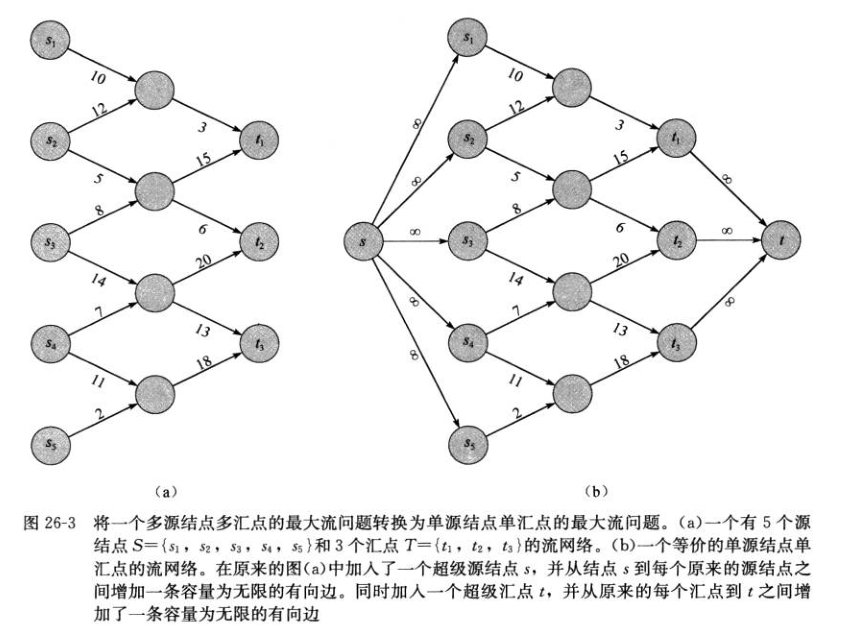 s₁
10
12
s₂
3
t₁
15
5
8
s₃
6
t₂
20
14
7
s₄
13
t₃
18
11
2
s₅
(a)
s₁
10
∞
12
s₂
3
t₁
15
∞
5
∞
8
s
∞
s₃
6
t₂
∞
t
20
14
∞
7
s₄
13
t₃
∞
18
∞
11
2
s₅
(b)
图 26-3 将一个多源结点多汇点的最大流问题转换为单源结点单汇点的最大流问题。(a)一个有 5 个源
结点 S={s₁，s₂，s₃，s₄，s₅}和 3 个汇点 T={t₁，t₂，t₃}的流网络。(b)一个等价的单源结点单
汇点的流网络。在原来的图(a)中加入了一个超级源结点 s，并从结点 s 到每个原来的源结点之
间增加一条容量为无限的有向边。同时加入一个超级汇点 t，并从原来的每个汇点到 t 之间增
加了一条容量为无限的有向边